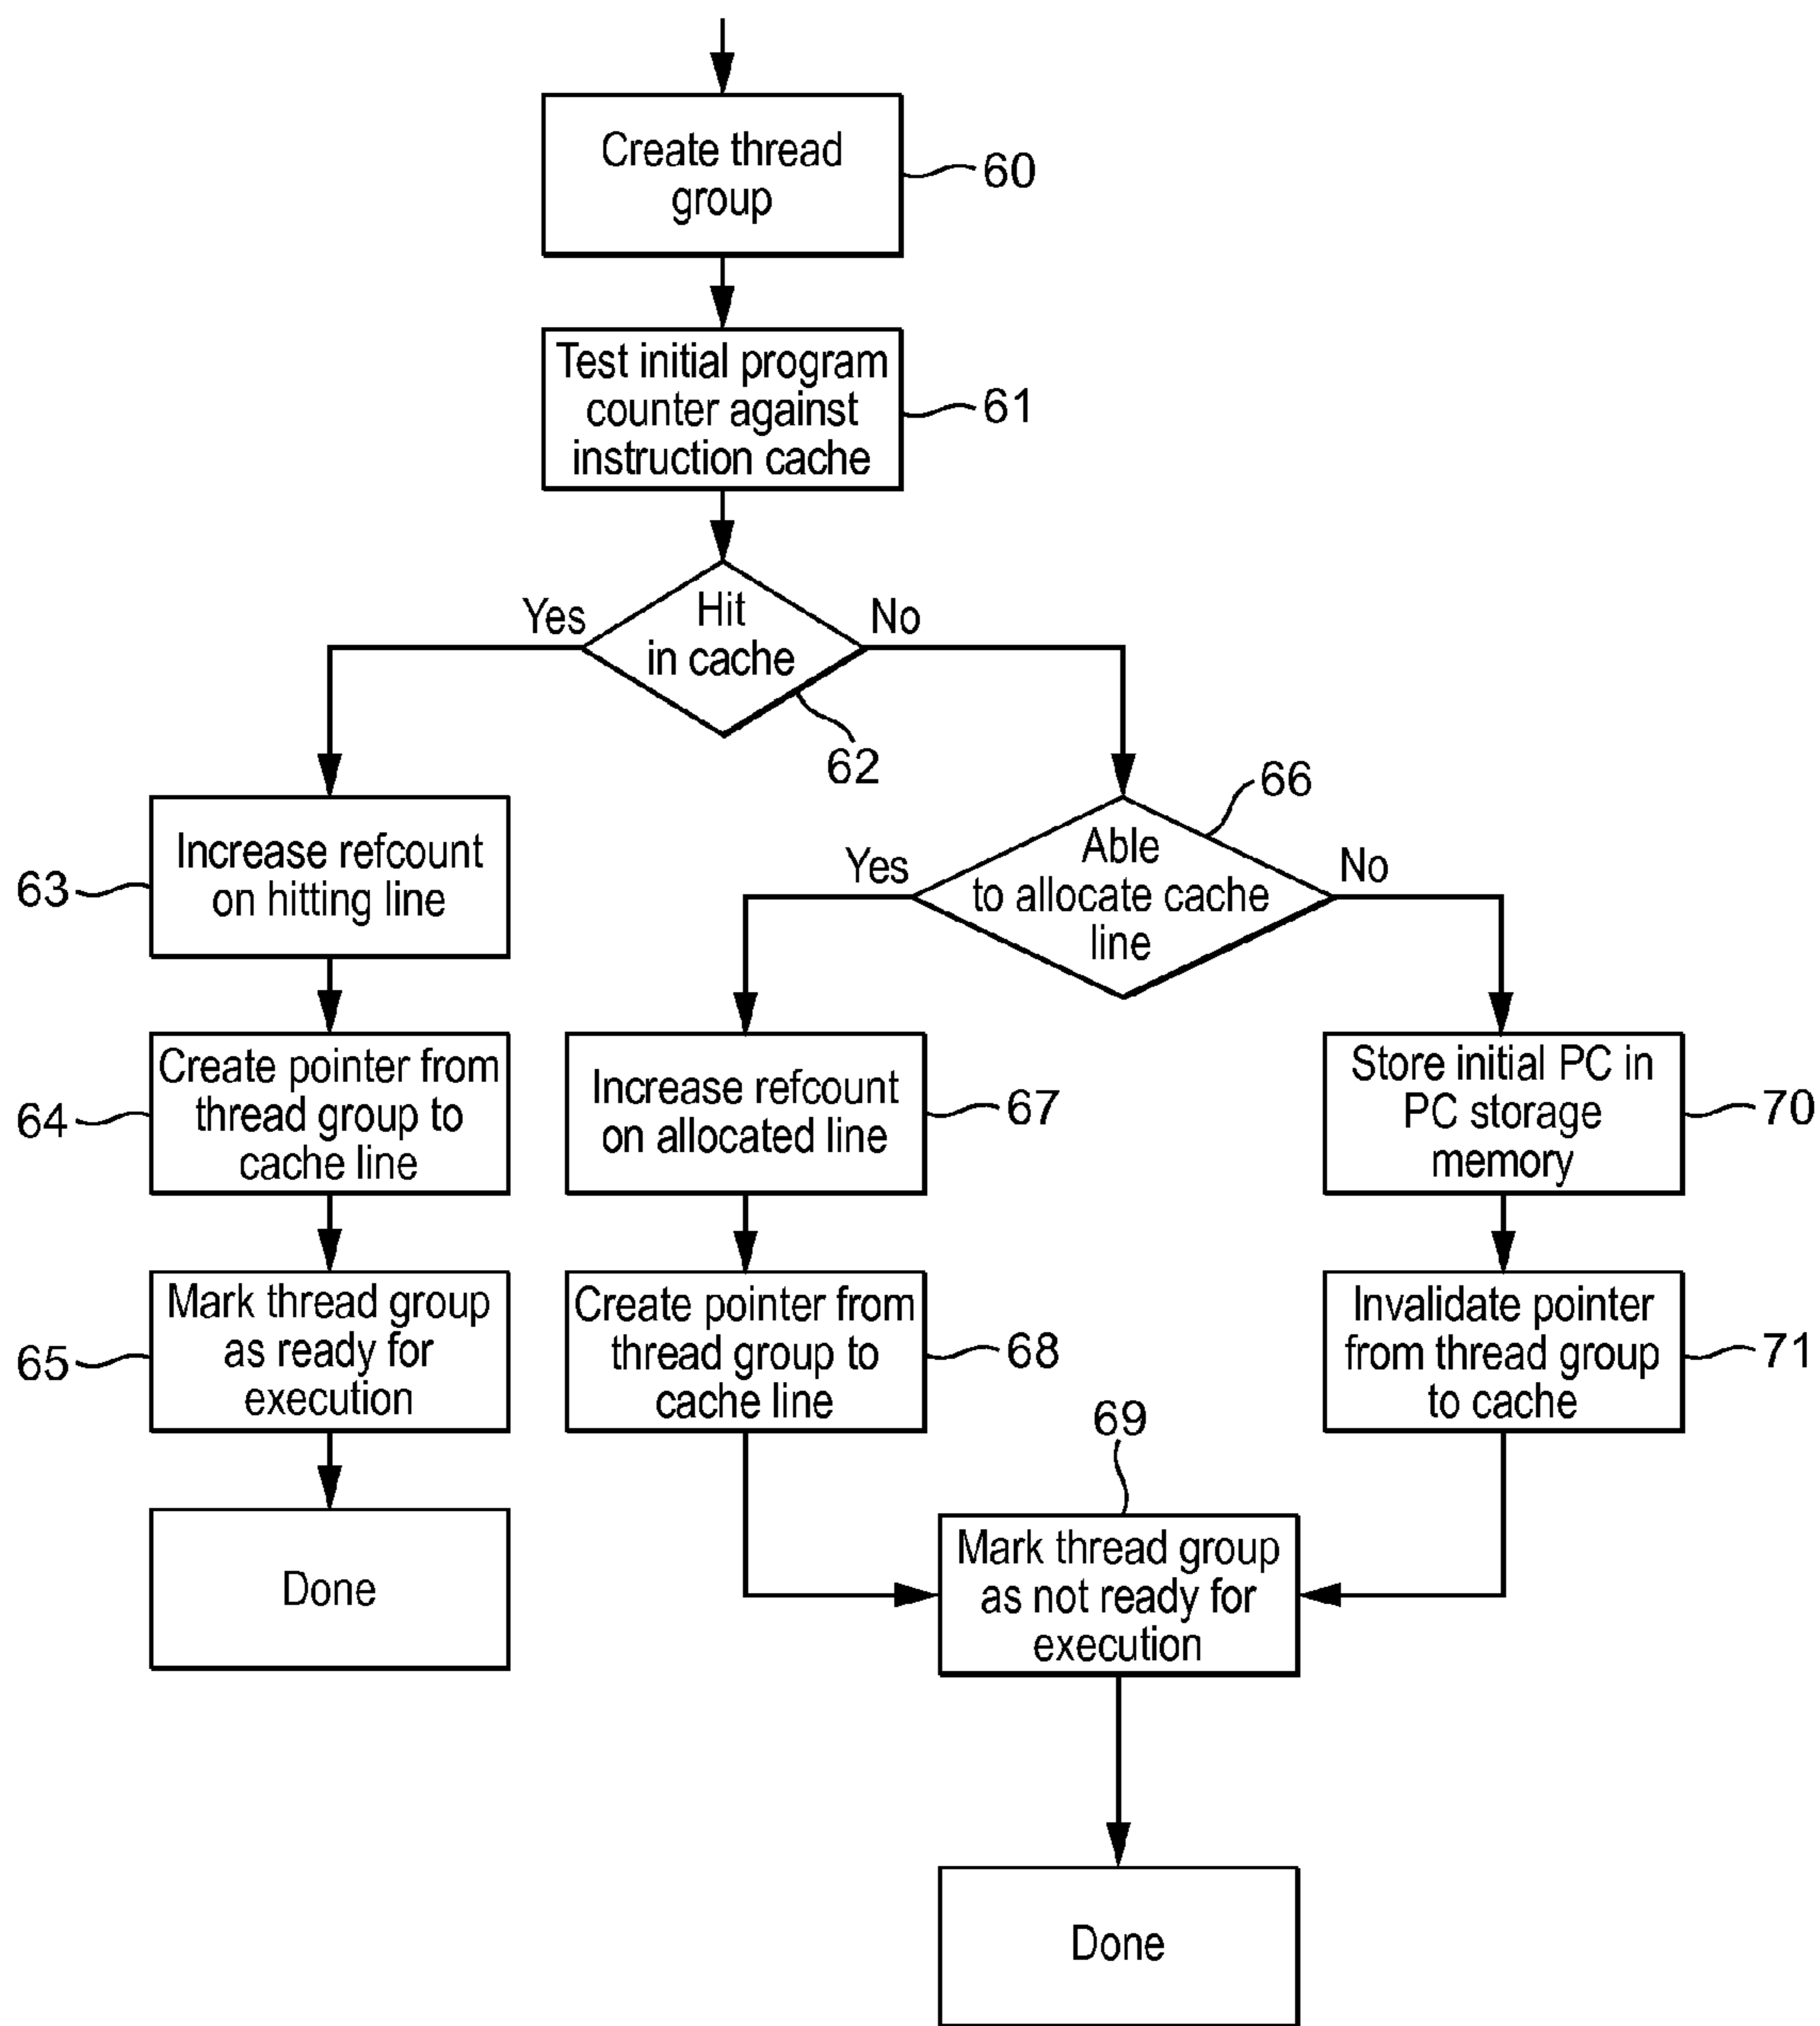 Create thread
group
60
Test initial program
counter against
instruction cache
61
Hit
in cache
Yes
No
62
Increase refcount
on hitting line
63
Able
to allocate cache
line
66
Yes
No
Create pointer from
thread group to
cache line
64
Increase refcount
on allocated line
67
Store initial PC in
PC storage
memory
70
Mark thread group
as ready for
execution
65
Create pointer from
thread group to
cache line
68
Invalidate pointer
from thread group
to cache
71
Done
69
Mark thread group
as not ready for
execution
Done